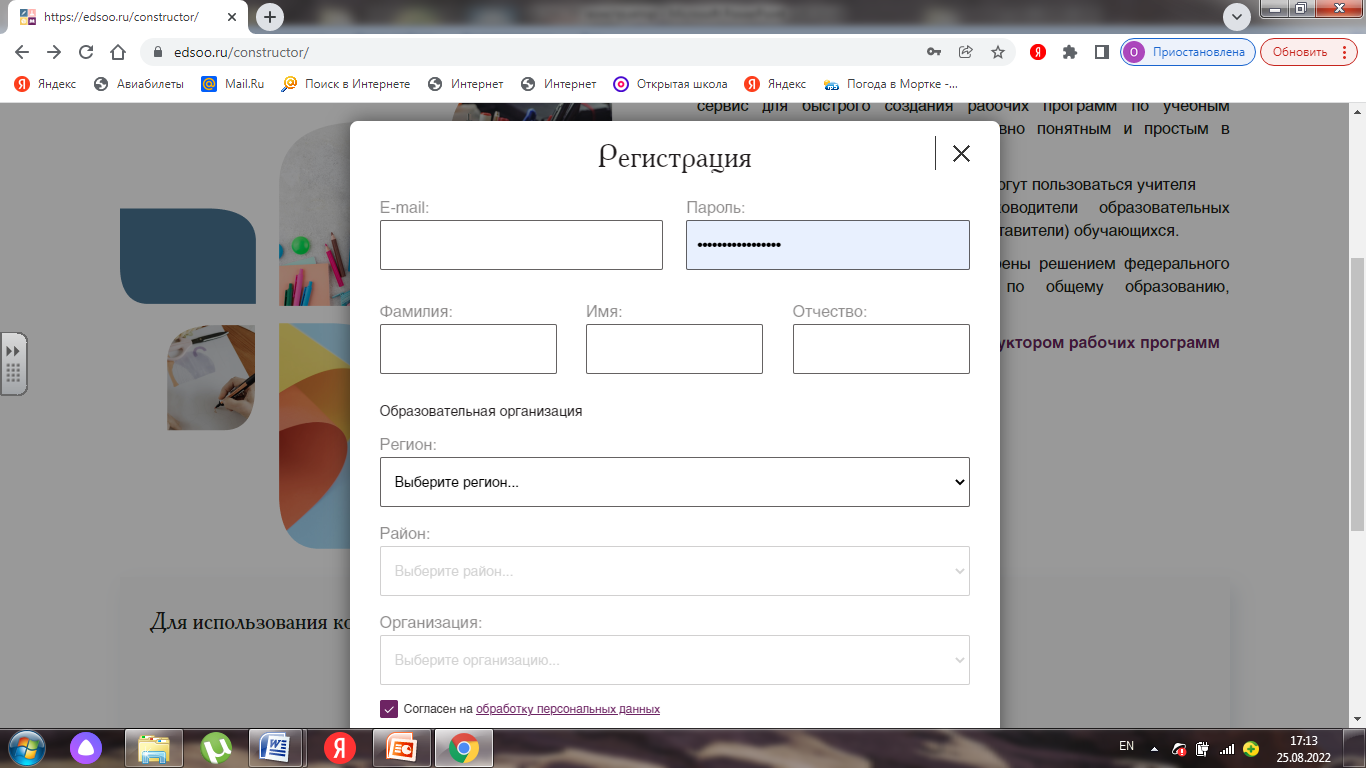 https://edsoo.ru/constructor/
edsoo.ru/constructor/
О
Приостановлена
Обновить
Яндекс
Авиабилеты
Mail.Ru
Поиск в Интернете
Интернет
Интернет
Открытая школа
Яндекс
Погода в Мортке -...
сервис для быстрого создания рабочих программ по учебным
вно понятным и простым в
Регистрация
огут пользоваться учителя
оводители образовательных
ставители) обучающихся.
рены решением федерального
по общему образованию,
уктором рабочих программ
E-mail:
Пароль:
•••••••••••••••••
Фамилия:
Имя:
Отчество:
Образовательная организация
Регион:
Выберите регион...
Район:
Выберите район...
Для использования ко
Организация:
Выберите организацию...
Согласен на обработку персональных данных
EN
17:13
25.08.2022